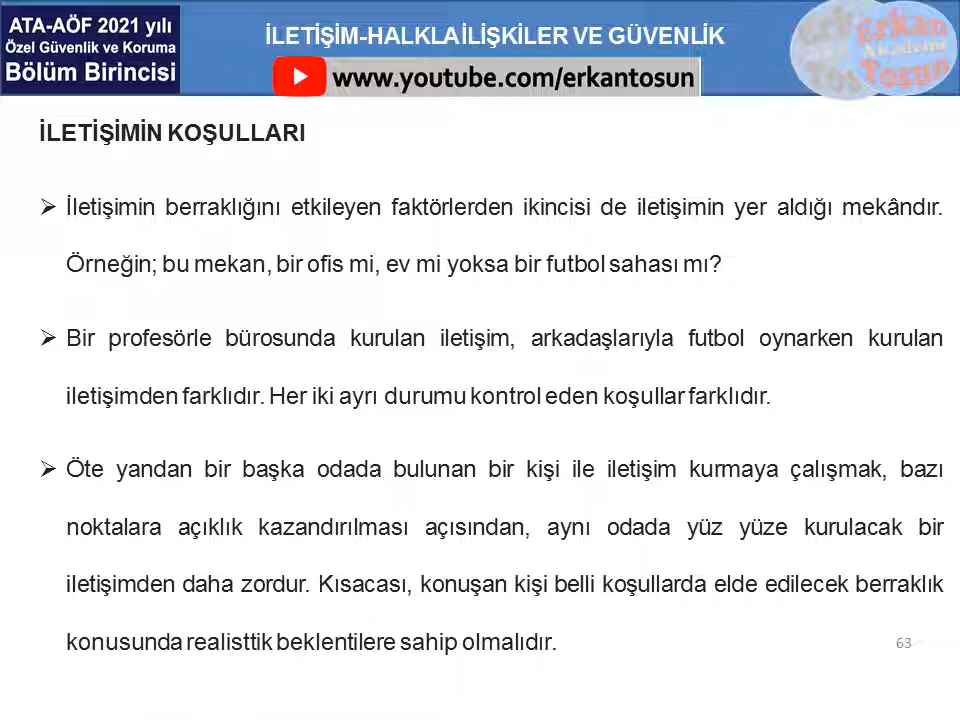 ATA-AÖF 2021 yılı
Özel Güvenlik ve Koruma
Bölüm Birincisi
İLETİŞİM-HALKLA İLİŞKİLER VE GÜVENLİK
www.youtube.com/erkantosun
Erkan
Akademi
Tosun
İLETİŞİMİN KOŞULLARI
➢ İletişimin berraklığını etkileyen faktörlerden ikincisi de iletişimin yer aldığı mekândır.
Örneğin; bu mekan, bir ofis mi, ev mi yoksa bir futbol sahası mı?
➢ Bir profesörle bürosunda kurulan iletişim, arkadaşlarıyla futbol oynarken kurulan
iletişimden farklıdır. Her iki ayrı durumu kontrol eden koşullar farklıdır.
➢ Öte yandan bir başka odada bulunan bir kişi ile iletişim kurmaya çalışmak, bazı
noktalara açıklık kazandırılması açısından, aynı odada yüz yüze kurulacak bir
iletişimden daha zordur. Kısacası, konuşan kişi belli koşullarda elde edilecek berraklık
konusunda realisttik beklentilere sahip olmalıdır.
63